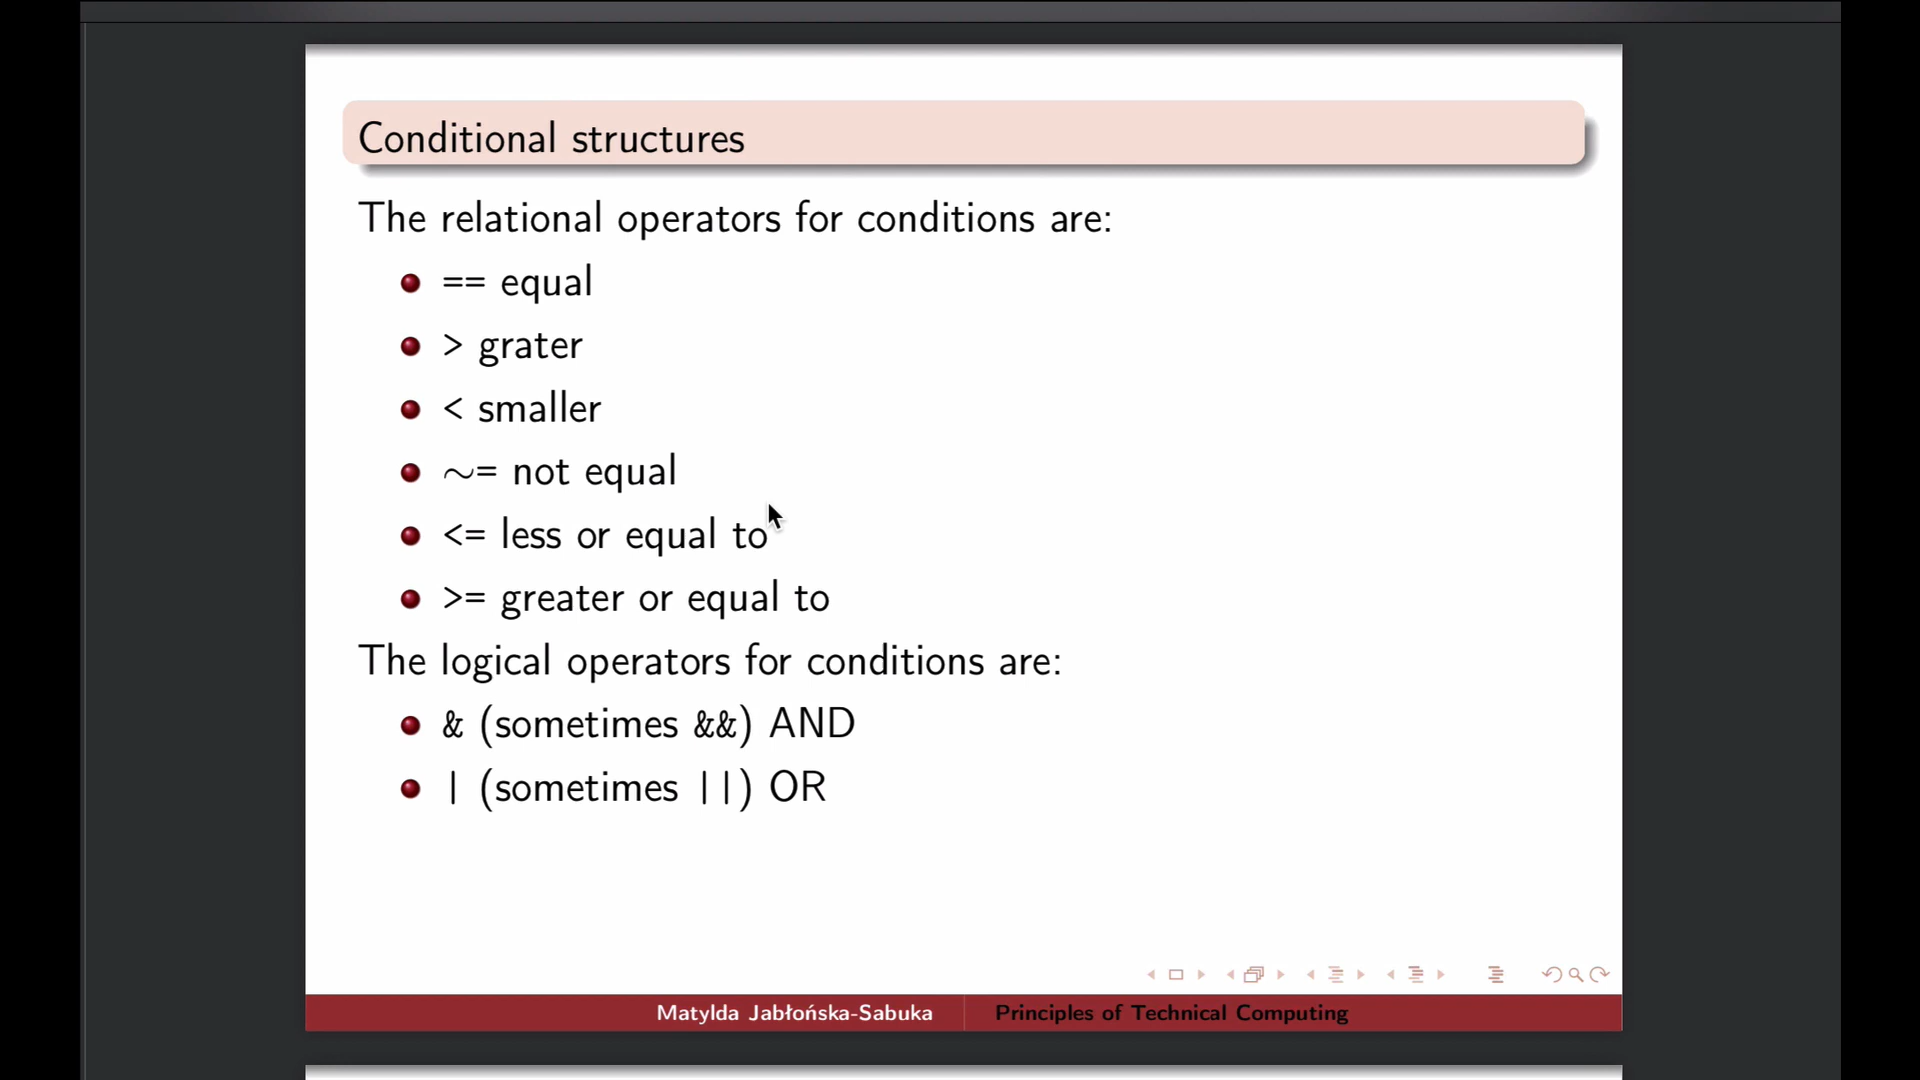 Conditional structures
The relational operators for conditions are:
== equal
> grater
< smaller
~= not equal
<= less or equal to
>= greater or equal to
The logical operators for conditions are:
& (sometimes &&) AND
| (sometimes ||) OR
Matylda Jabłońska-Sabuka Principles of Technical Computing